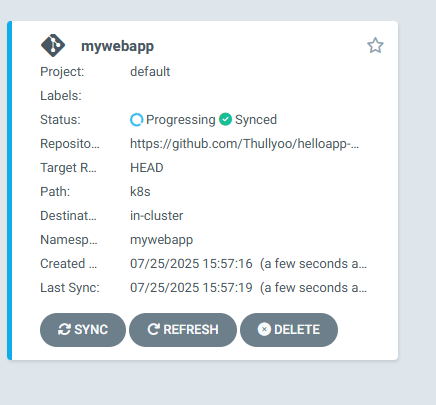 mywebapp
Project: default
Labels:
Status: Progressing Synced
Reposito... https://github.com/Thullyoo/helloapp-...
Target R... HEAD
Path: k8s
Destinat... in-cluster
Namesp... mywebapp
Created ... 07/25/2025 15:57:16 (a few seconds a...
Last Sync: 07/25/2025 15:57:19 (a few seconds a...
SYNC REFRESH DELETE